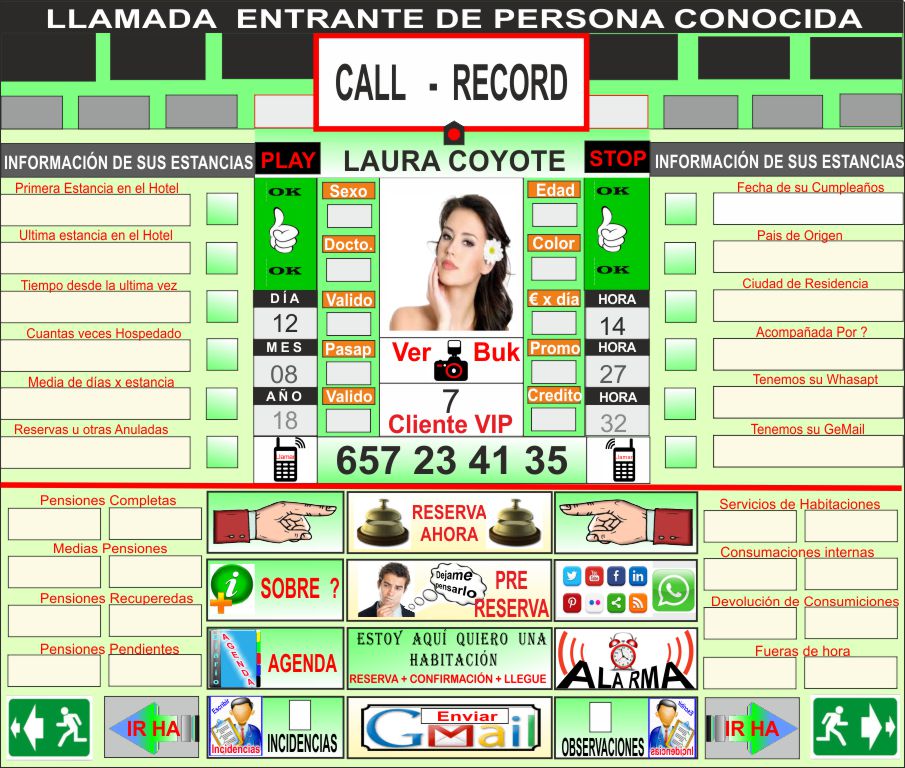 LLAMADA ENTRANTE DE PERSONA CONOCIDA
CALL - RECORD
INFORMACIÓN DE SUS ESTANCIAS
PLAY
LAURA COYOTE
STOP
INFORMACIÓN DE SUS ESTANCIAS
Primera Estancia en el Hotel
Ultima estancia en el Hotel
Tiempo desde la ultima vez
Cuantas veces Hospedado
Media de días x estancia
Reservas u otras Anuladas
OK
OK
DÍA
12
MES
08
AÑO
18
Llamar
Sexo
Docto.
Valido
Pasap
Valido
Ver Buk
7
Cliente VIP
657 23 41 35
Edad
Color
€ x día
Promo
Credito
OK
OK
HORA
14
HORA
27
HORA
32
Llamar
Fecha de su Cumpleaños
Pais de Origen
Ciudad de Residencia
Acompañada Por ?
Tenemos su Whasapt
Tenemos su GeMail
Pensiones Completas
Medias Pensiones
Pensiones Recuperedas
Pensiones Pendientes
RESERVA
AHORA
SOBRE ?
Dejame
pensarlo
PRE
RESERVA
You
Tube
AGENDA
AGENDA
ESTOY AQUÍ QUIERO UNA
HABITACIÓN
RESERVA + CONFIRMACIÓN + LLEGUE
ALARMA
Servicios de Habitaciones
Consumaciones internas
Devolución de Consumiciones
Fueras de hora
IR HA
Escribir
Incidencias
INCIDENCIAS
Enviar
GMail
OBSERVACIONES
Escribir
Incidencias
IR HA